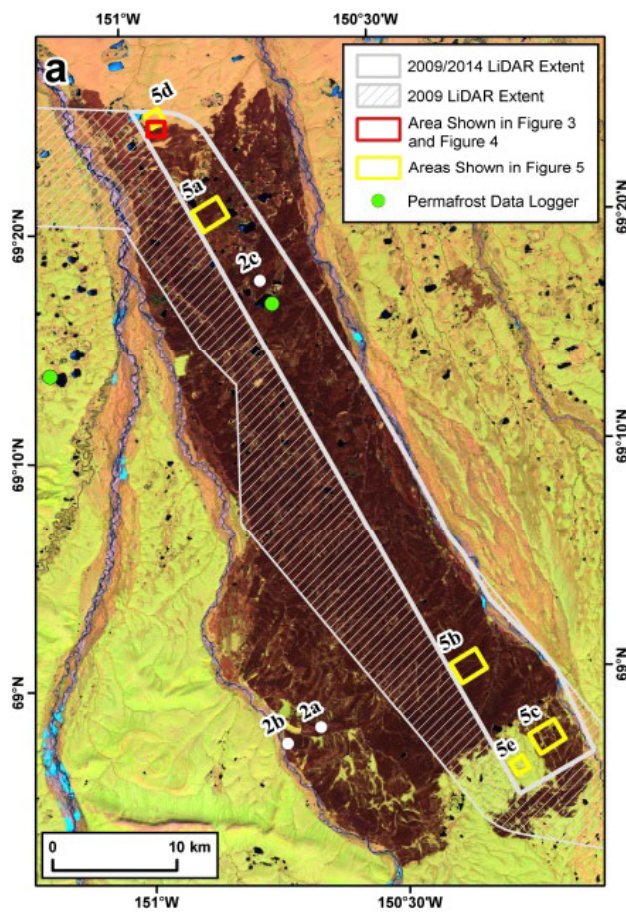 151°W
150°30'W
a
2009/2014 LiDAR Extent
2009 LiDAR Extent
Area Shown in Figure 3
and Figure 4
Areas Shown in Figure 5
Permafrost Data Logger
5d
5a
2c
69°20'N
69°20'N
69°10'N
69°10'N
5b
69°N
69°N
2b
2a
5c
5e
0
10 km
151°W
150°30'W